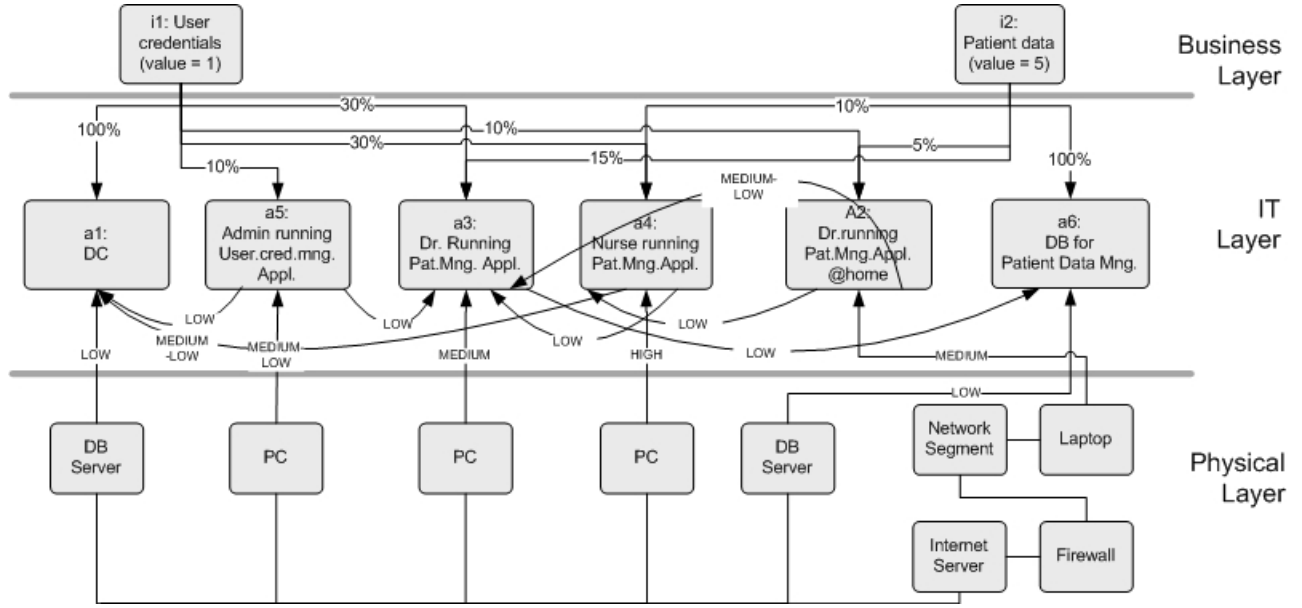 i1: User
credentials
(value = 1)
i2:
Patient data
(value = 5)
Business
Layer
30%
10%
100%
10%
30%
15%
5%
100%
10%
MEDIUM-
LOW
a1:
DC
a5:
Admin running
User.cred.mng.
Appl.
a3:
Dr. Running
Pat.Mng. Appl.
a4:
Nurse running
Pat.Mng.Appl.
A2:
Dr.running
Pat.Mng.Appl.
@home
a6:
DB for
Patient Data Mng.
IT
Layer
LOW
LOW
LOW
LOW
MEDIUM
-LOW
LOW
MEDIUM
LOW
MEDIUM
HIGH
LOW
MEDIUM
LOW
DB
Server
PC
PC
PC
DB
Server
Network
Segment
Laptop
Internet
Server
Firewall
Physical
Layer